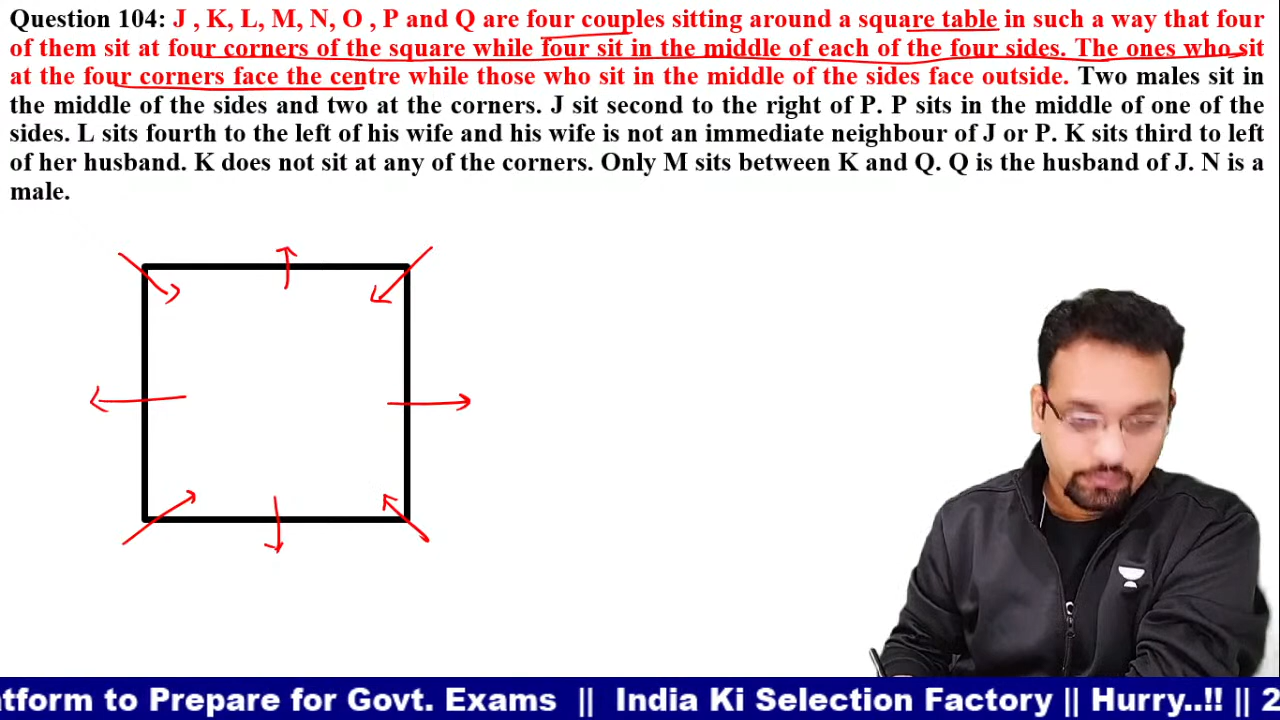 Question 104: J , K, L, M, N, O , P and Q are four couples sitting around a square table in such a way that four
of them sit at four corners of the square while four sit in the middle of each of the four sides. The ones who sit
at the four corners face the centre while those who sit in the middle of the sides face outside. Two males sit in
the middle of the sides and two at the corners. J sit second to the right of P. P sits in the middle of one of the
sides. L sits fourth to the left of his wife and his wife is not an immediate neighbour of J or P. K sits third to left
of her husband. K does not sit at any of the corners. Only M sits between K and Q. Q is the husband of J. N is a
male.
tform to Prepare for Govt. Exams || India Ki Selection Factory || Hurry..!! || 2